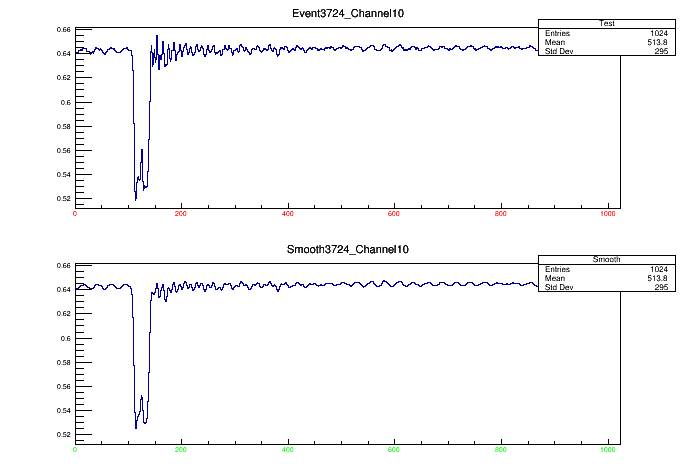 Event3724_Channel10
Test
Entries 1024
Mean 513.8
Std Dev 295
0.66
0.64
0.62
0.6
0.58
0.56
0.54
0.52
0 200 400 600 800 1000
Smooth3724_Channel10
Smooth
Entries 1024
Mean 513.8
Std Dev 295
0.66
0.64
0.62
0.6
0.58
0.56
0.54
0.52
0 200 400 600 800 1000